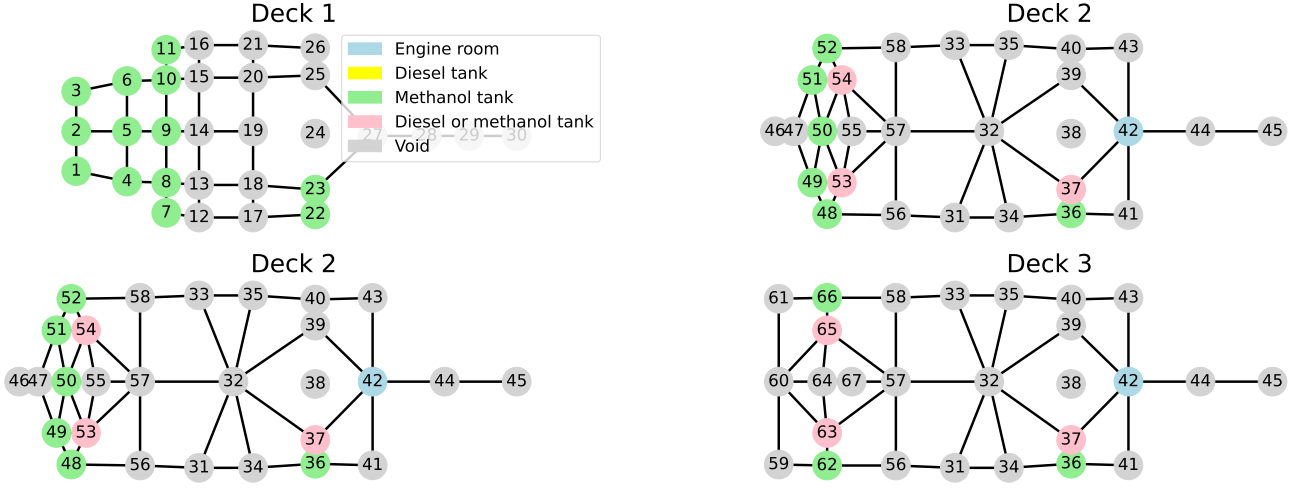 Deck 1
11 16 21 26
3 6 10 15 20 25
2 5 9 14 19 24 27 28 29 30
1 4 8 13 18 23
7 12 17 22
Engine room
Diesel tank
Methanol tank
Diesel or methanol tank
Void
Deck 2
52 58 33 35 40 43
51 54 39
46 47 50 55 57 32 38 42 44 45
49 53 37
48 56 31 34 36 41
Deck 2
52 58 33 35 40 43
51 54 39
46 47 50 55 57 32 38 42 44 45
49 53 37
48 56 31 34 36 41
Deck 3
61 66 58 33 35 40 43
65 39
60 64 67 57 32 38 42 44 45
63 37
59 62 56 31 34 36 41